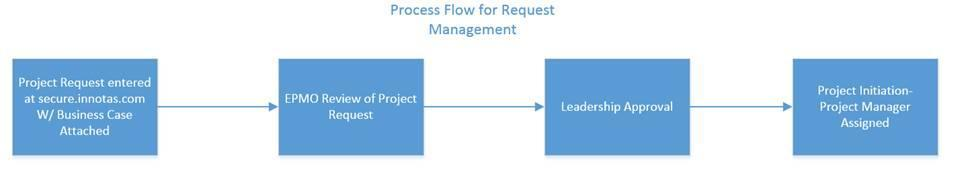 Process Flow for Request
Management
Project Request entered
at secure.innotas.com
W/ Business Case
Attached
EPMO Review of Project
Request
Leadership Approval
Project Initiation-
Project Manager
Assigned